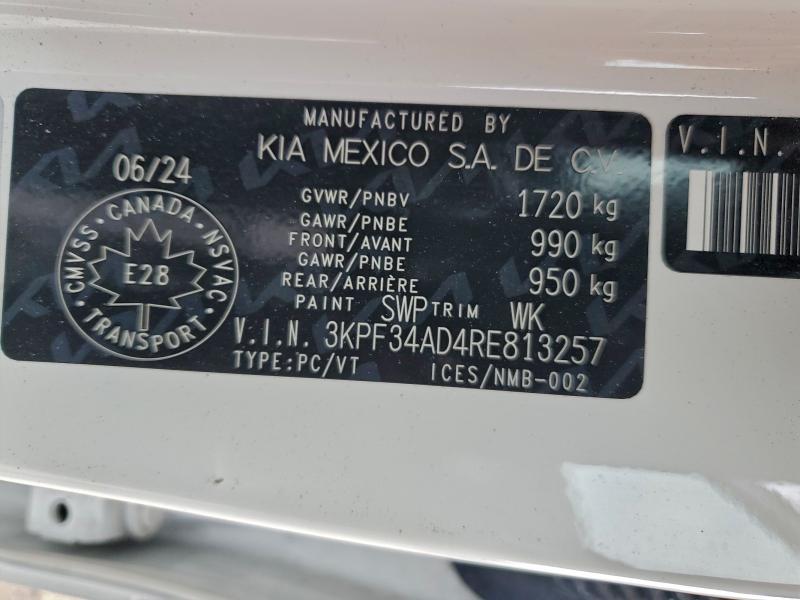 MANUFACTURED BY
KIA MEXICO S.A. DE C.V.
06/24
GVWR/PNBV 1720 kg
GAWR/PNBE
FRONT/AVANT 990 kg
GAWR/PNBE
REAR/ARRIÈRE 950 kg
PAINT SWP TRIM WK
V.I.N. 3KPF34AD4RE813257
TYPE:PC/VT ICES/NMB-002
CMVSS · CANADA · NSVAC
E28
TRANSPORT
V.I.N.